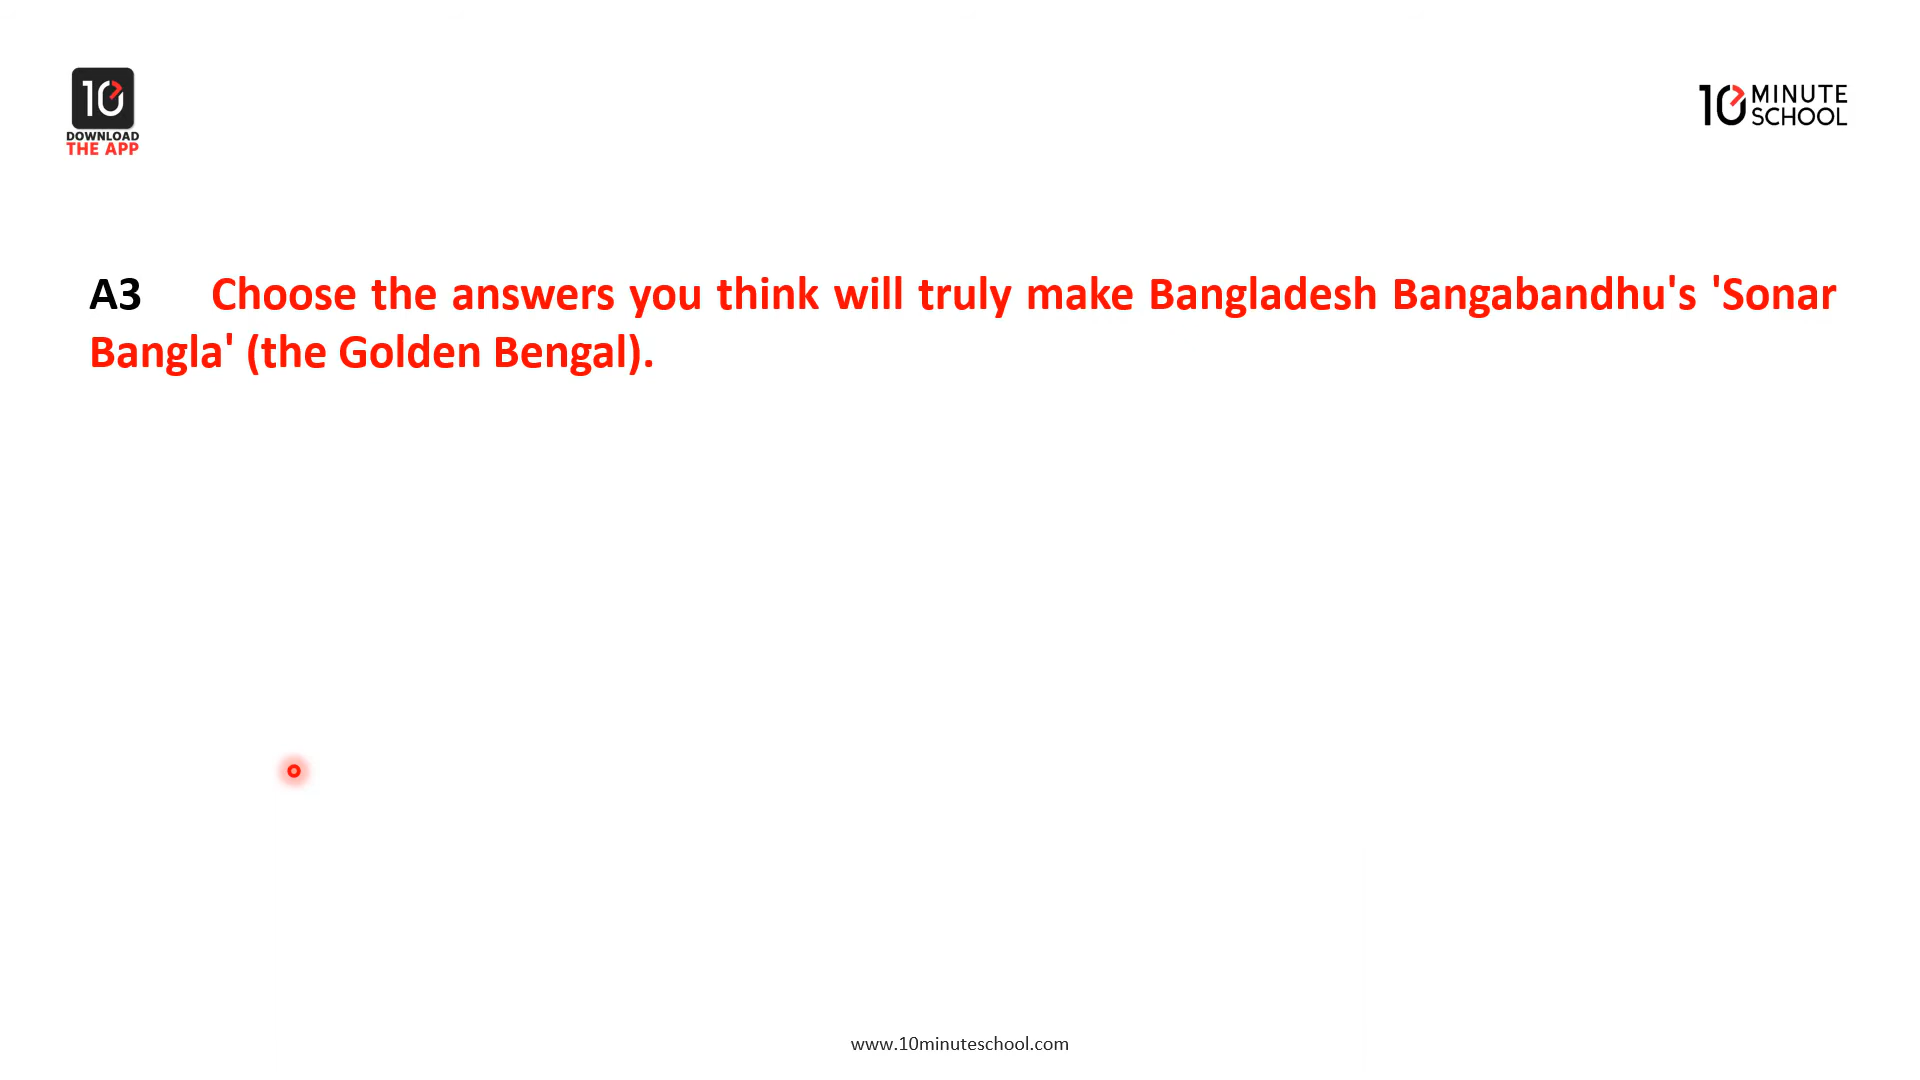 10
DOWNLOAD
THE APP
10 MINUTE
SCHOOL
A3 Choose the answers you think will truly make Bangladesh Bangabandhu's 'Sonar
Bangla' (the Golden Bengal).
www.10minuteschool.com